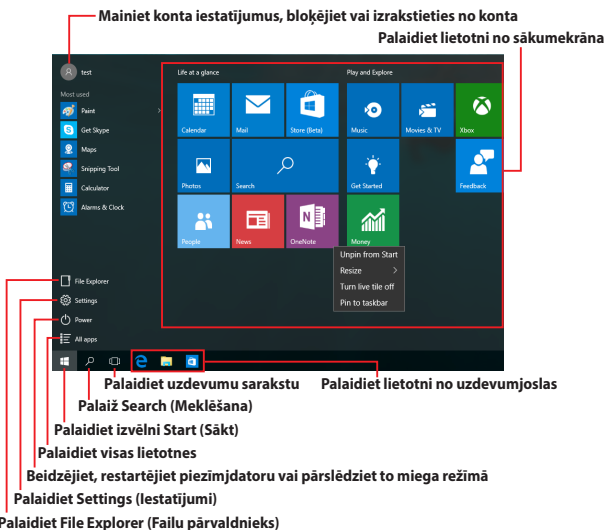 Mainiet konta iestatījumus, bloķējiet vai izrakstieties no konta
Palaidiet lietotni no sākumekrāna
test
Life at a glance
Play and Explore
Most used
Paint
Get Skype
Maps
Snipping Tool
Calculator
Alarms & Clock
Calendar
Mail
Store (Beta)
Music
Movies & TV
Xbox
Photos
Search
Get Started
Feedback
People
News
OneNote
Money
Unpin from Start
Resize
Turn live tile off
Pin to taskbar
File Explorer
Settings
Power
All apps
Palaidiet uzdevumu sarakstu
Palaidiet lietotni no uzdevumjoslas
Palaiž Search (Meklēšana)
Palaidiet izvēlni Start (Sākt)
Palaidiet visas lietotnes
Beidzējiet, restartējiet piezīmjdatoru vai pārslēdziet to miega režīmā
Palaidiet Settings (Iestatījumi)
Palaidiet File Explorer (Failu pārvaldnieks)